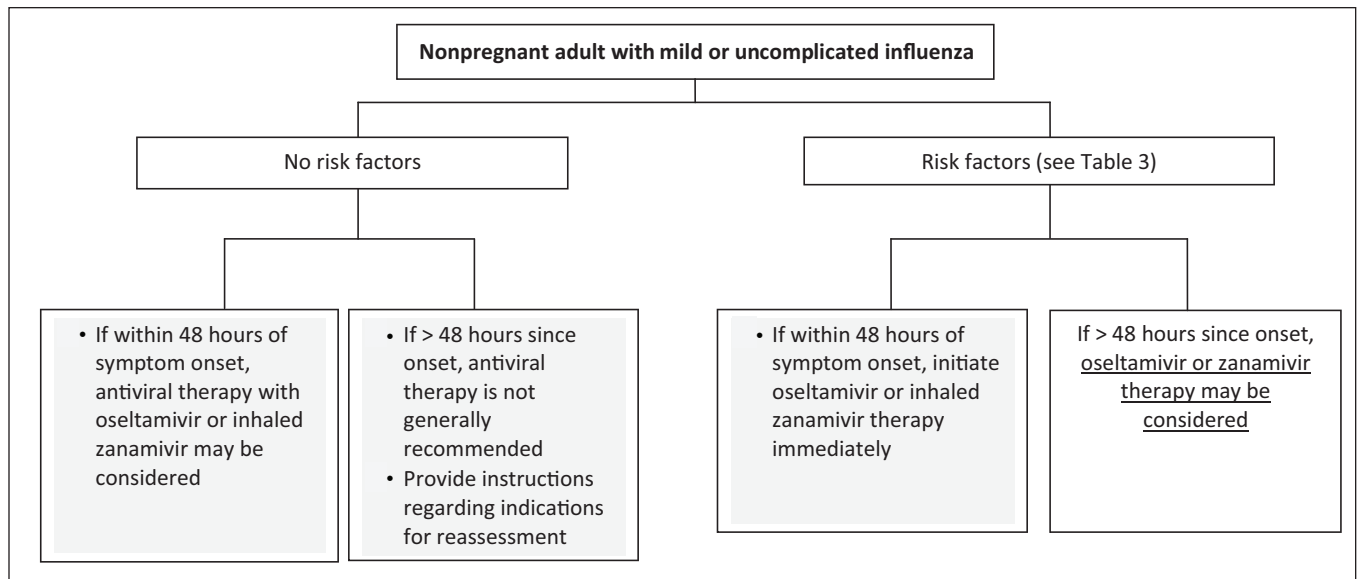 Nonpregnant adult with mild or uncomplicated influenza
No risk factors
Risk factors (see Table 3)
• If within 48 hours of
symptom onset,
antiviral therapy with
oseltamivir or inhaled
zanamivir may be
considered
• If > 48 hours since
onset, antiviral
therapy is not
generally
recommended
• Provide instructions
regarding indications
for reassessment
• If within 48 hours of
symptom onset, initiate
oseltamivir or inhaled
zanamivir therapy
immediately
If > 48 hours since onset,
oseltamivir or zanamivir
therapy may be
considered